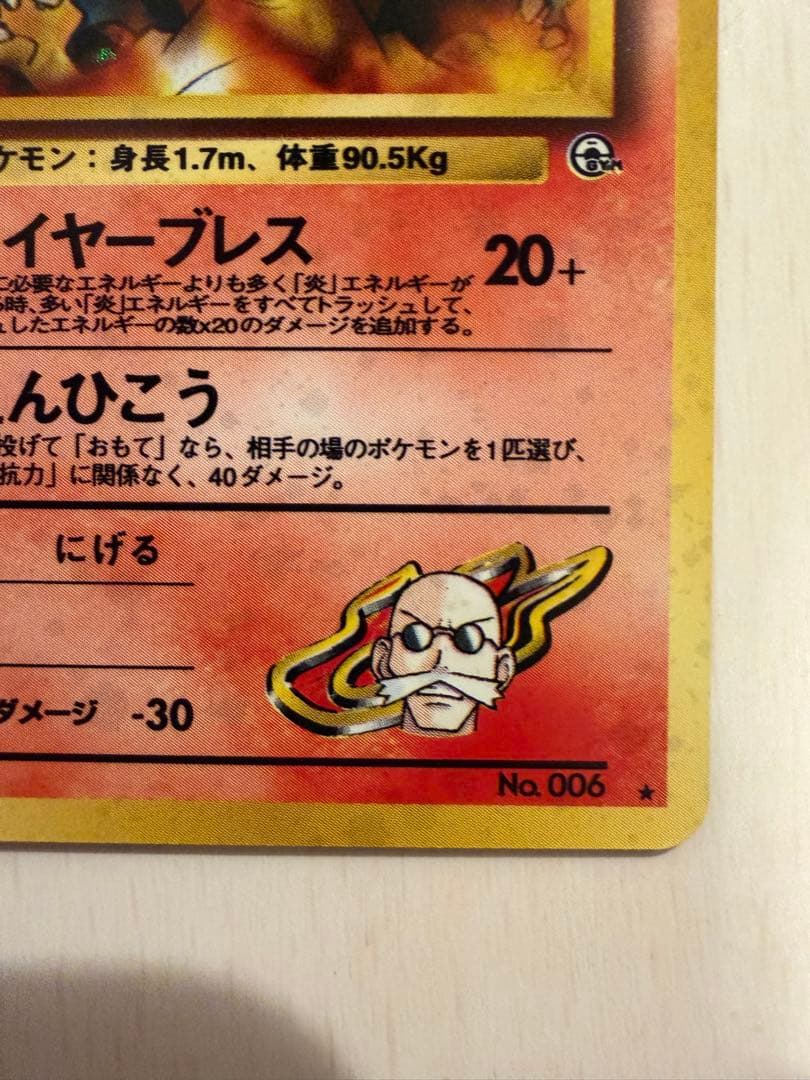 ケモン：身長1.7m、体重90.5Kg
GYM
イヤーブレス 20+
に必要なエネルギーよりも多く「炎」エネルギーが
る時、多い「炎」エネルギーをすべてトラッシュして、
ュしたエネルギーの数x20のダメージを追加する。
んひこう
投げて「おもて」なら、相手の場のポケモンを1匹選び、
抗力」に関係なく、40ダメージ。
にげる
ダメージ -30
No. 006 ★